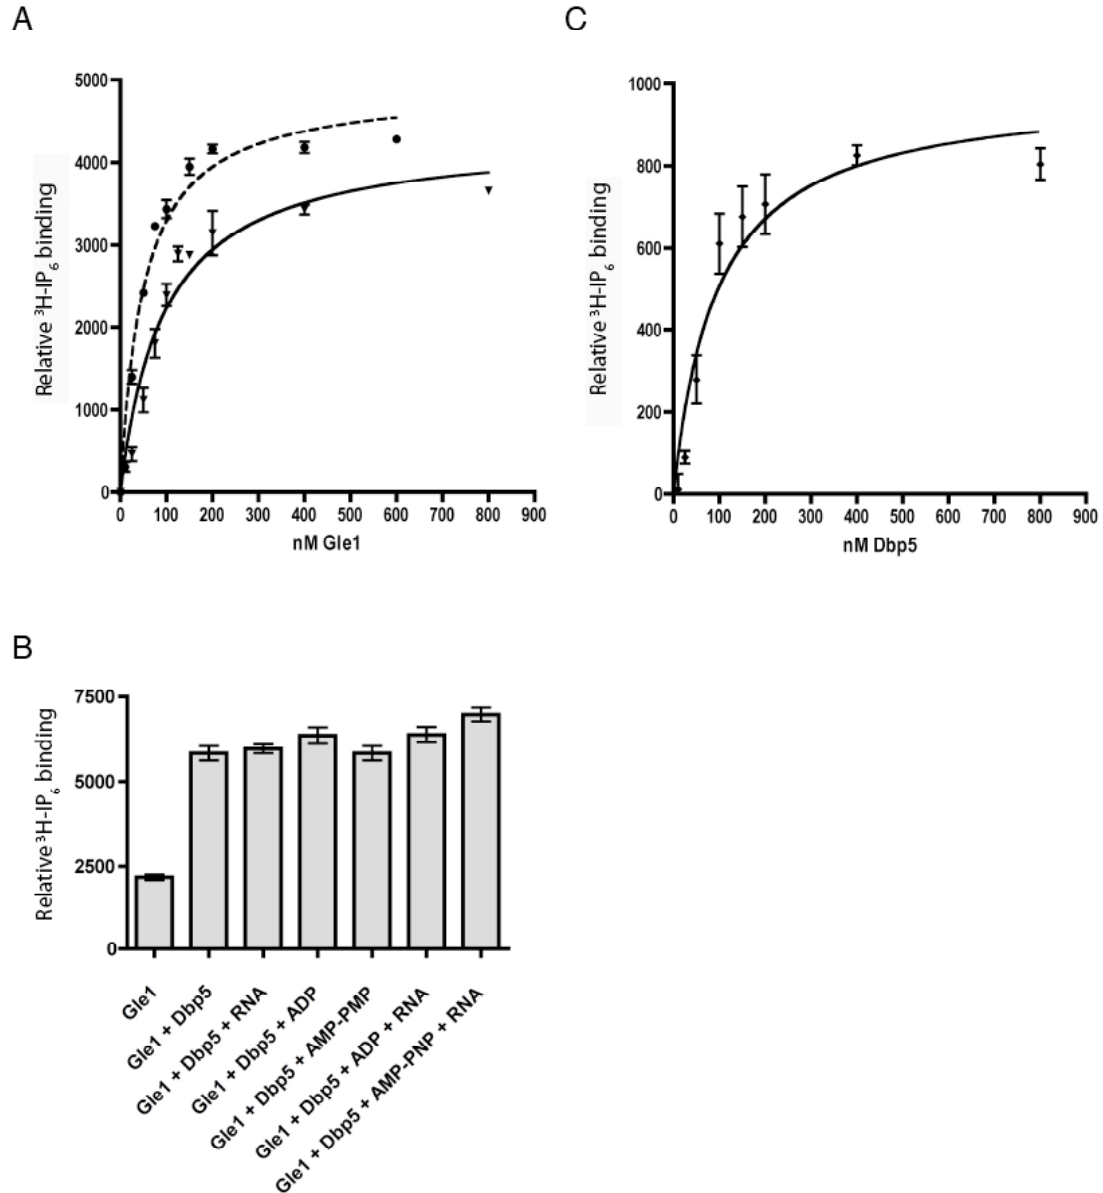 A
5000
4000
3000
2000
1000
0
Relative ³H-IP₆ binding
0 100 200 300 400 500 600 700 800 900
nM Gle1
C
1000
800
600
400
200
0
Relative ³H-IP₆ binding
0 100 200 300 400 500 600 700 800 900
nM Dbp5
B
7500
5000
2500
0
Relative ³H-IP₆ binding
Gle1
Gle1 + Dbp5
Gle1 + Dbp5 + RNA
Gle1 + Dbp5 + ADP
Gle1 + Dbp5 + AMP-PMP
Gle1 + Dbp5 + ADP + RNA
Gle1 + Dbp5 + AMP-PNP + RNA